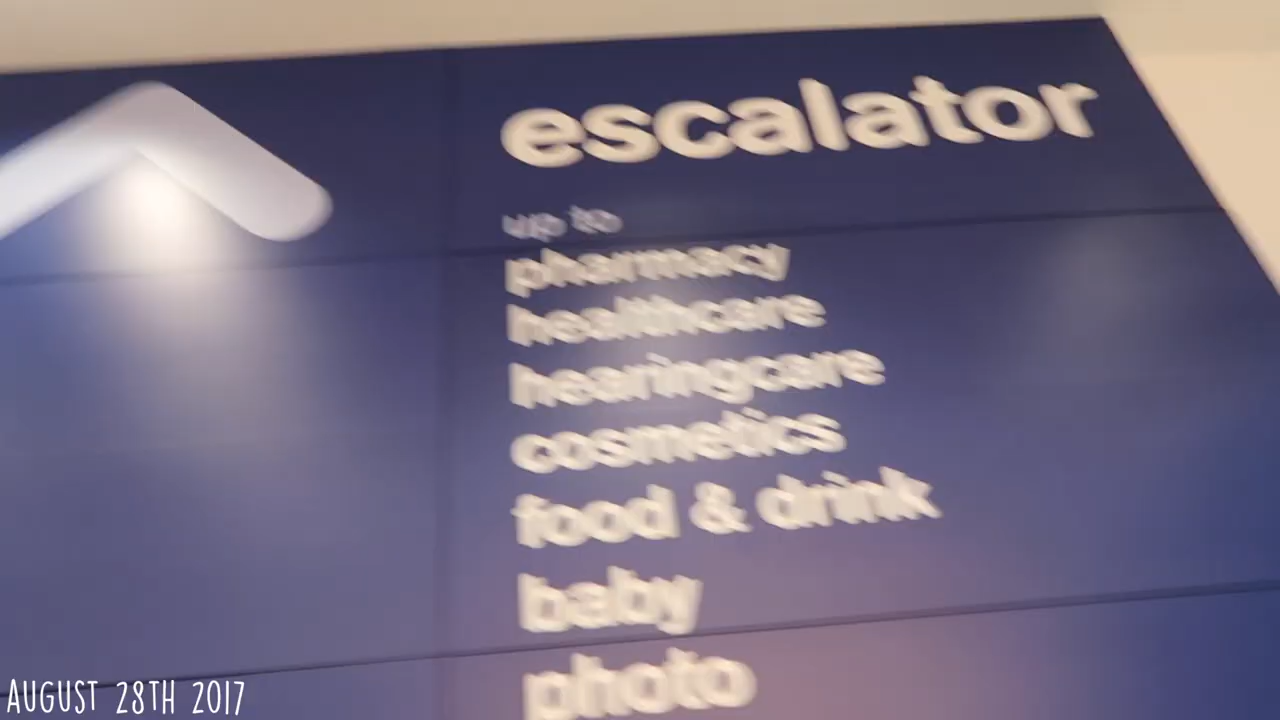 escalator
up to
pharmacy
healthcare
hearingcare
cosmetics
food & drink
baby
photo
AUGUST 28TH 2017